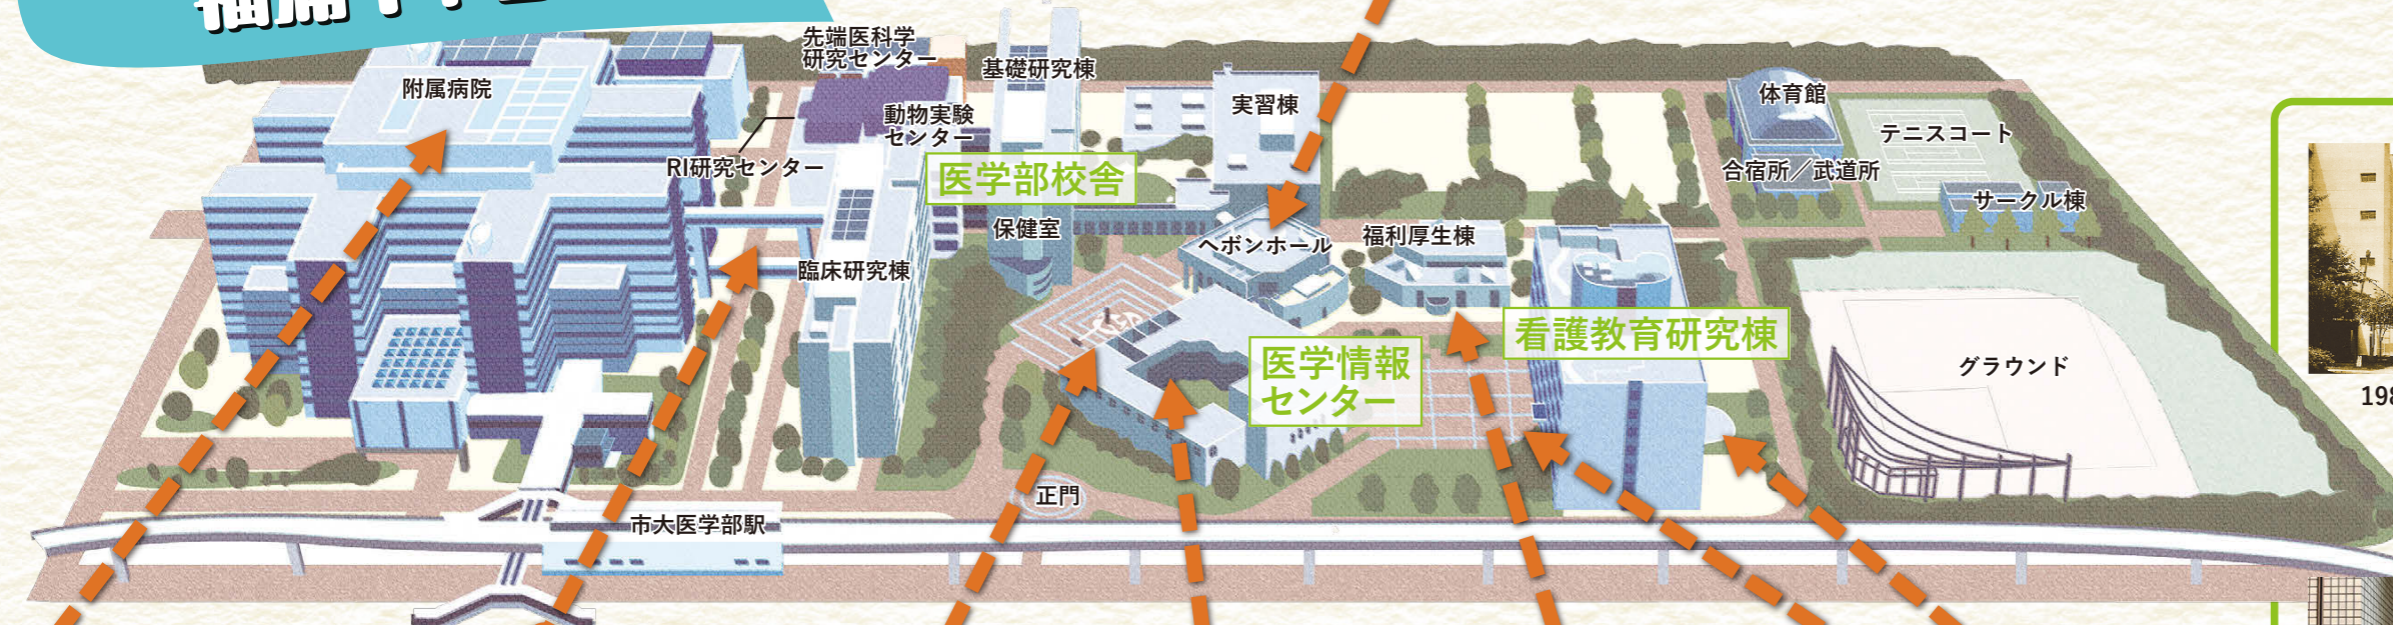 先端医科学
研究センター
附属病院
基礎研究棟
動物実験
センター
実習棟
体育館
テニスコート
RI研究センター
医学部校舎
合宿所／武道所
サークル棟
保健室
ヘボンホール
福利厚生棟
臨床研究棟
医学情報
センター
看護教育研究棟
グラウンド
正門
市大医学部駅
198